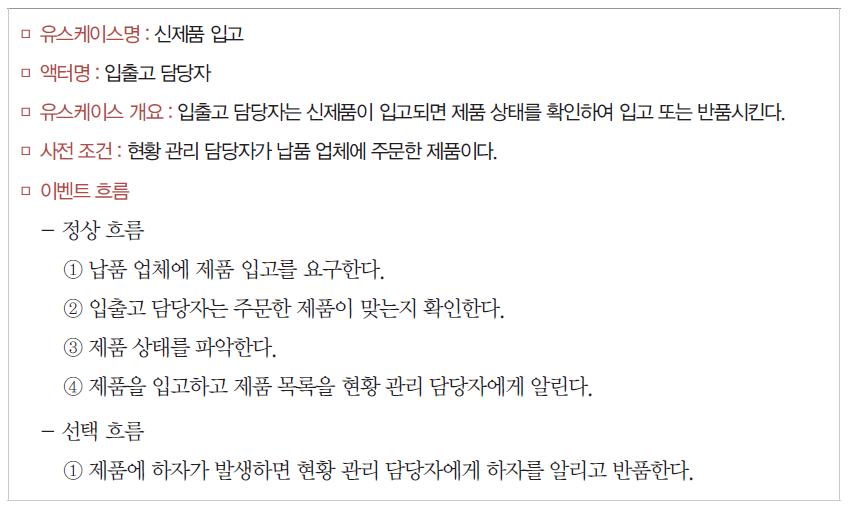 □ 유스케이스명 : 신제품 입고
□ 액터명 : 입출고 담당자
□ 유스케이스 개요 : 입출고 담당자는 신제품이 입고되면 제품 상태를 확인하여 입고 또는 반품시킨다.
□ 사전 조건 : 현황 관리 담당자가 납품 업체에 주문한 제품이다.
□ 이벤트 흐름
– 정상 흐름
① 납품 업체에 제품 입고를 요구한다.
② 입출고 담당자는 주문한 제품이 맞는지 확인한다.
③ 제품 상태를 파악한다.
④ 제품을 입고하고 제품 목록을 현황 관리 담당자에게 알린다.
– 선택 흐름
① 제품에 하자가 발생하면 현황 관리 담당자에게 하자를 알리고 반품한다.